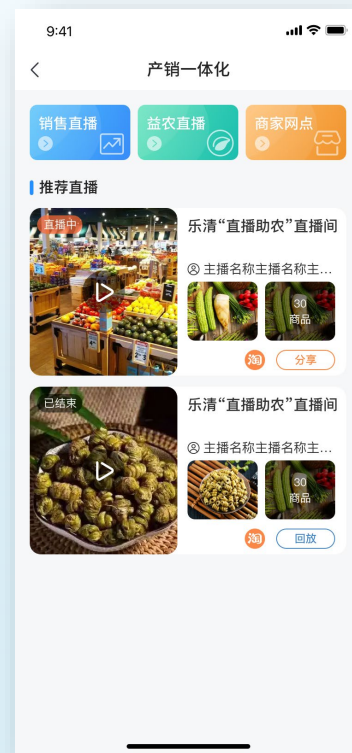 9:41
产销一体化
销售直播
益农直播
商家网点
推荐直播
直播中
乐清“直播助农”直播间
主播名称主播名称主...
30
商品
淘
分享
已结束
乐清“直播助农”直播间
主播名称主播名称主...
30
商品
淘
回放